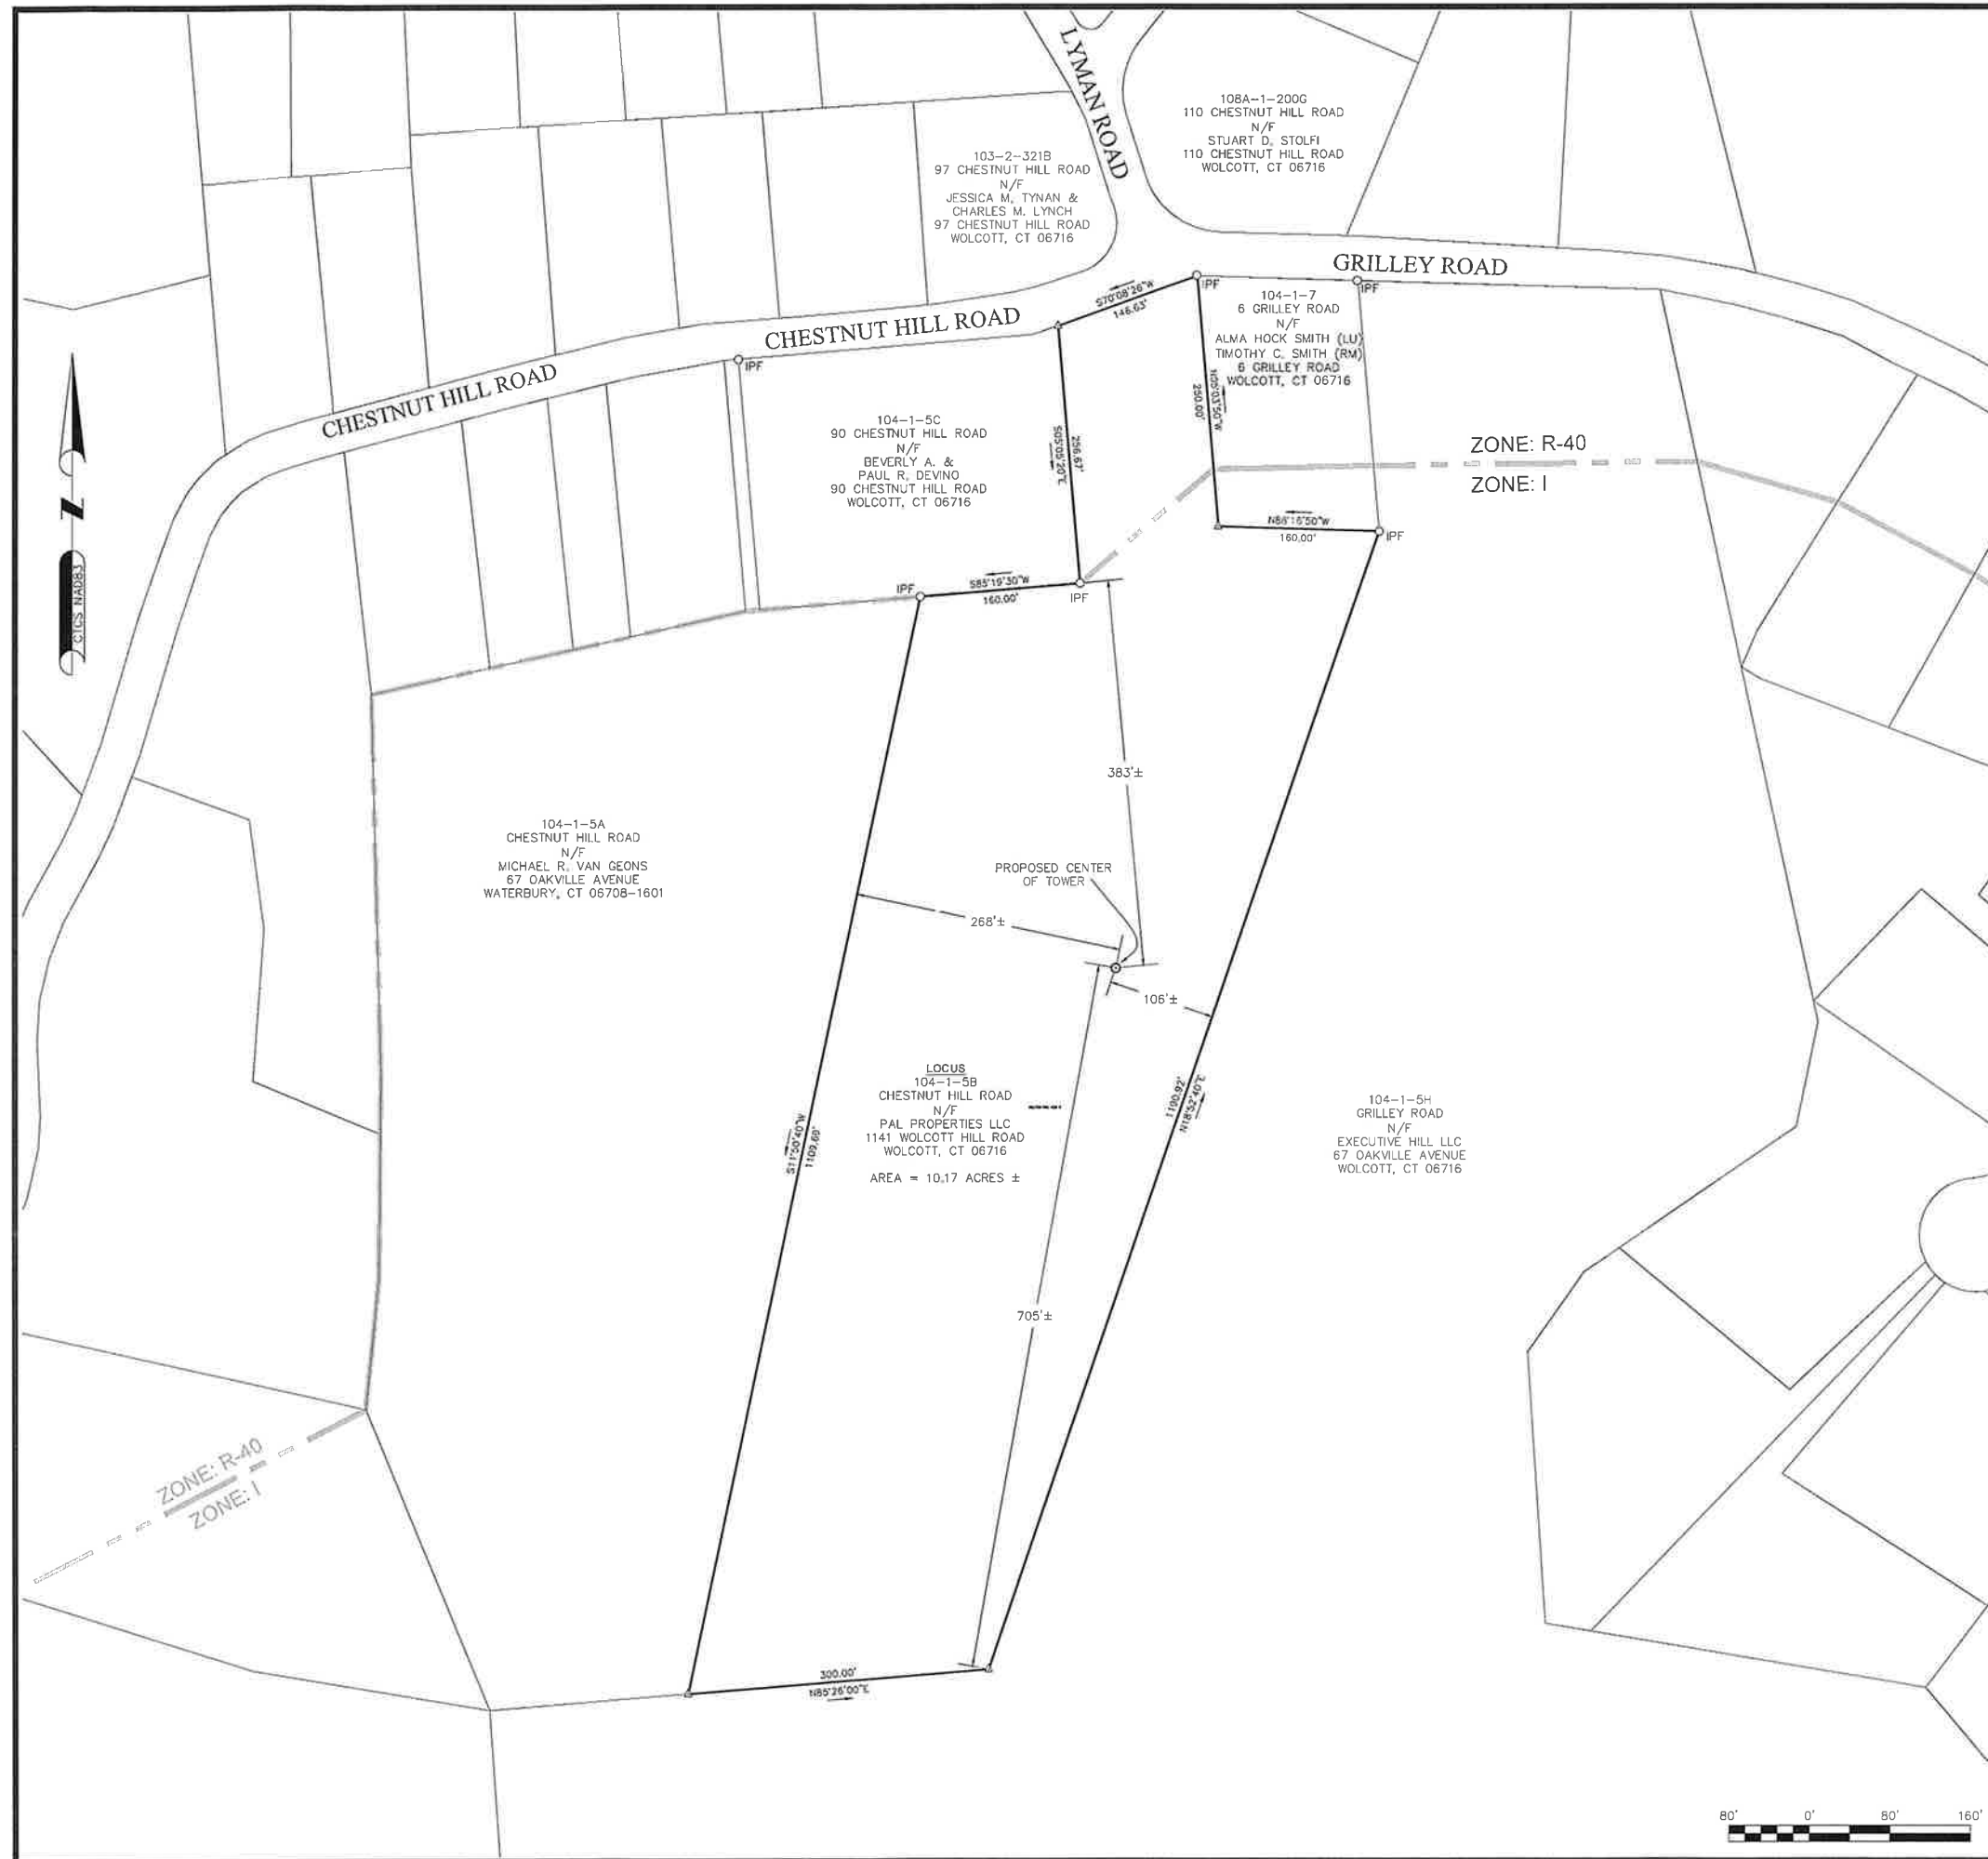 LYMAN ROAD
108A-1-200G
110 CHESTNUT HILL ROAD
N/F
STUART D. STOLFI
110 CHESTNUT HILL ROAD
WOLCOTT, CT 06716
103-2-321B
97 CHESTNUT HILL ROAD
N/F
JESSICA M. TYNAN &
CHARLES M. LYNCH
97 CHESTNUT HILL ROAD
WOLCOTT, CT 06716
GRILLEY ROAD
CHESTNUT HILL ROAD
CHESTNUT HILL ROAD
S70°08'26"W
146.63'
IPF
IPF
IPF
104-1-7
6 GRILLEY ROAD
N/F
ALMA HOCK SMITH (LU)
TIMOTHY C. SMITH (RM)
6 GRILLEY ROAD
WOLCOTT, CT 06716
N05°03'50"W
250.00'
104-1-5C
90 CHESTNUT HILL ROAD
N/F
BEVERLY A. &
PAUL R. DEVINO
90 CHESTNUT HILL ROAD
WOLCOTT, CT 06716
256.67'
S05°05'20"E
ZONE: R-40
ZONE: I
N88°16'50"W
160.00'
IPF
S85°19'30"W
160.00'
IPF
IPF
CTCS NAD83
N
383'±
104-1-5A
CHESTNUT HILL ROAD
N/F
MICHAEL R. VAN GEONS
67 OAKVILLE AVENUE
WATERBURY, CT 06708-1601
PROPOSED CENTER
OF TOWER
268'±
106'±
LOCUS
104-1-5B
CHESTNUT HILL ROAD
N/F
PAL PROPERTIES LLC
1141 WOLCOTT HILL ROAD
WOLCOTT, CT 06716
AREA = 10.17 ACRES ±
S11°50'40"W
1109.60'
1190.92'
N18°52'40"E
104-1-5H
GRILLEY ROAD
N/F
EXECUTIVE HILL LLC
67 OAKVILLE AVENUE
WOLCOTT, CT 06716
705'±
ZONE: R-40
ZONE: I
300.00'
N85°26'00"E
80' 0' 80' 160'